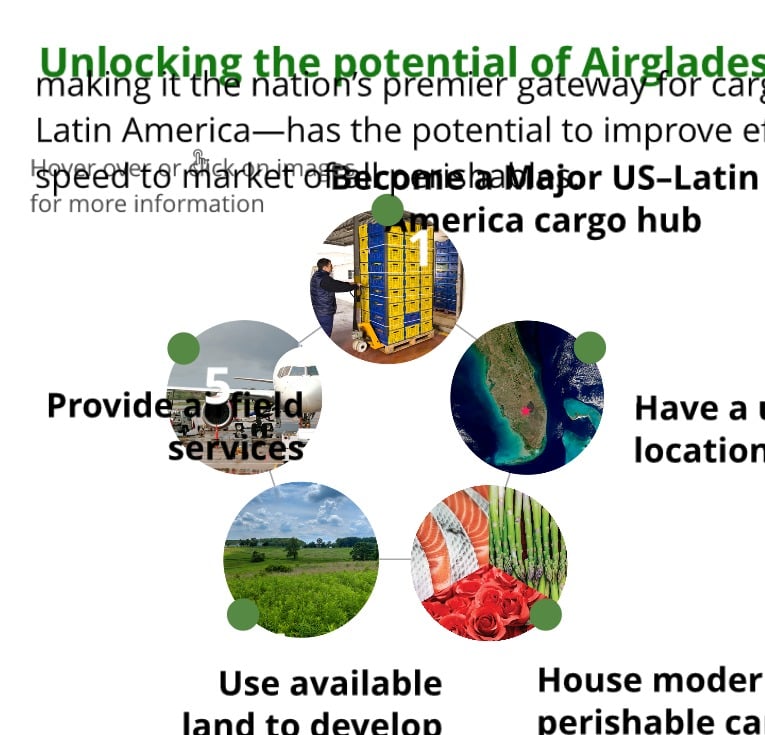 Unlocking the potential of Airglades
making it the nation's premier gateway for carg
Latin America—has the potential to improve ef
speed to market of all perishables.
Hover over or click on images
for more information
Become a Major US–Latin
America cargo hub
1
5
Provide airfield
services
Have a u
location
Use available
land to develop
House moder
perishable car